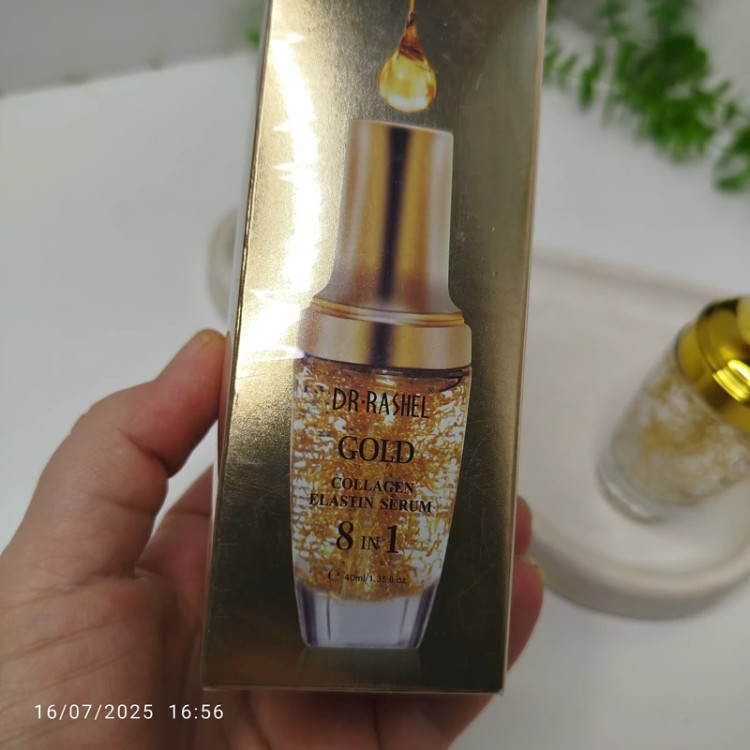 DR·RASHEL
GOLD
COLLAGEN
ELASTIN SERUM
8 IN 1
40ml/1.35fl.oz.
16/07/2025 16:56